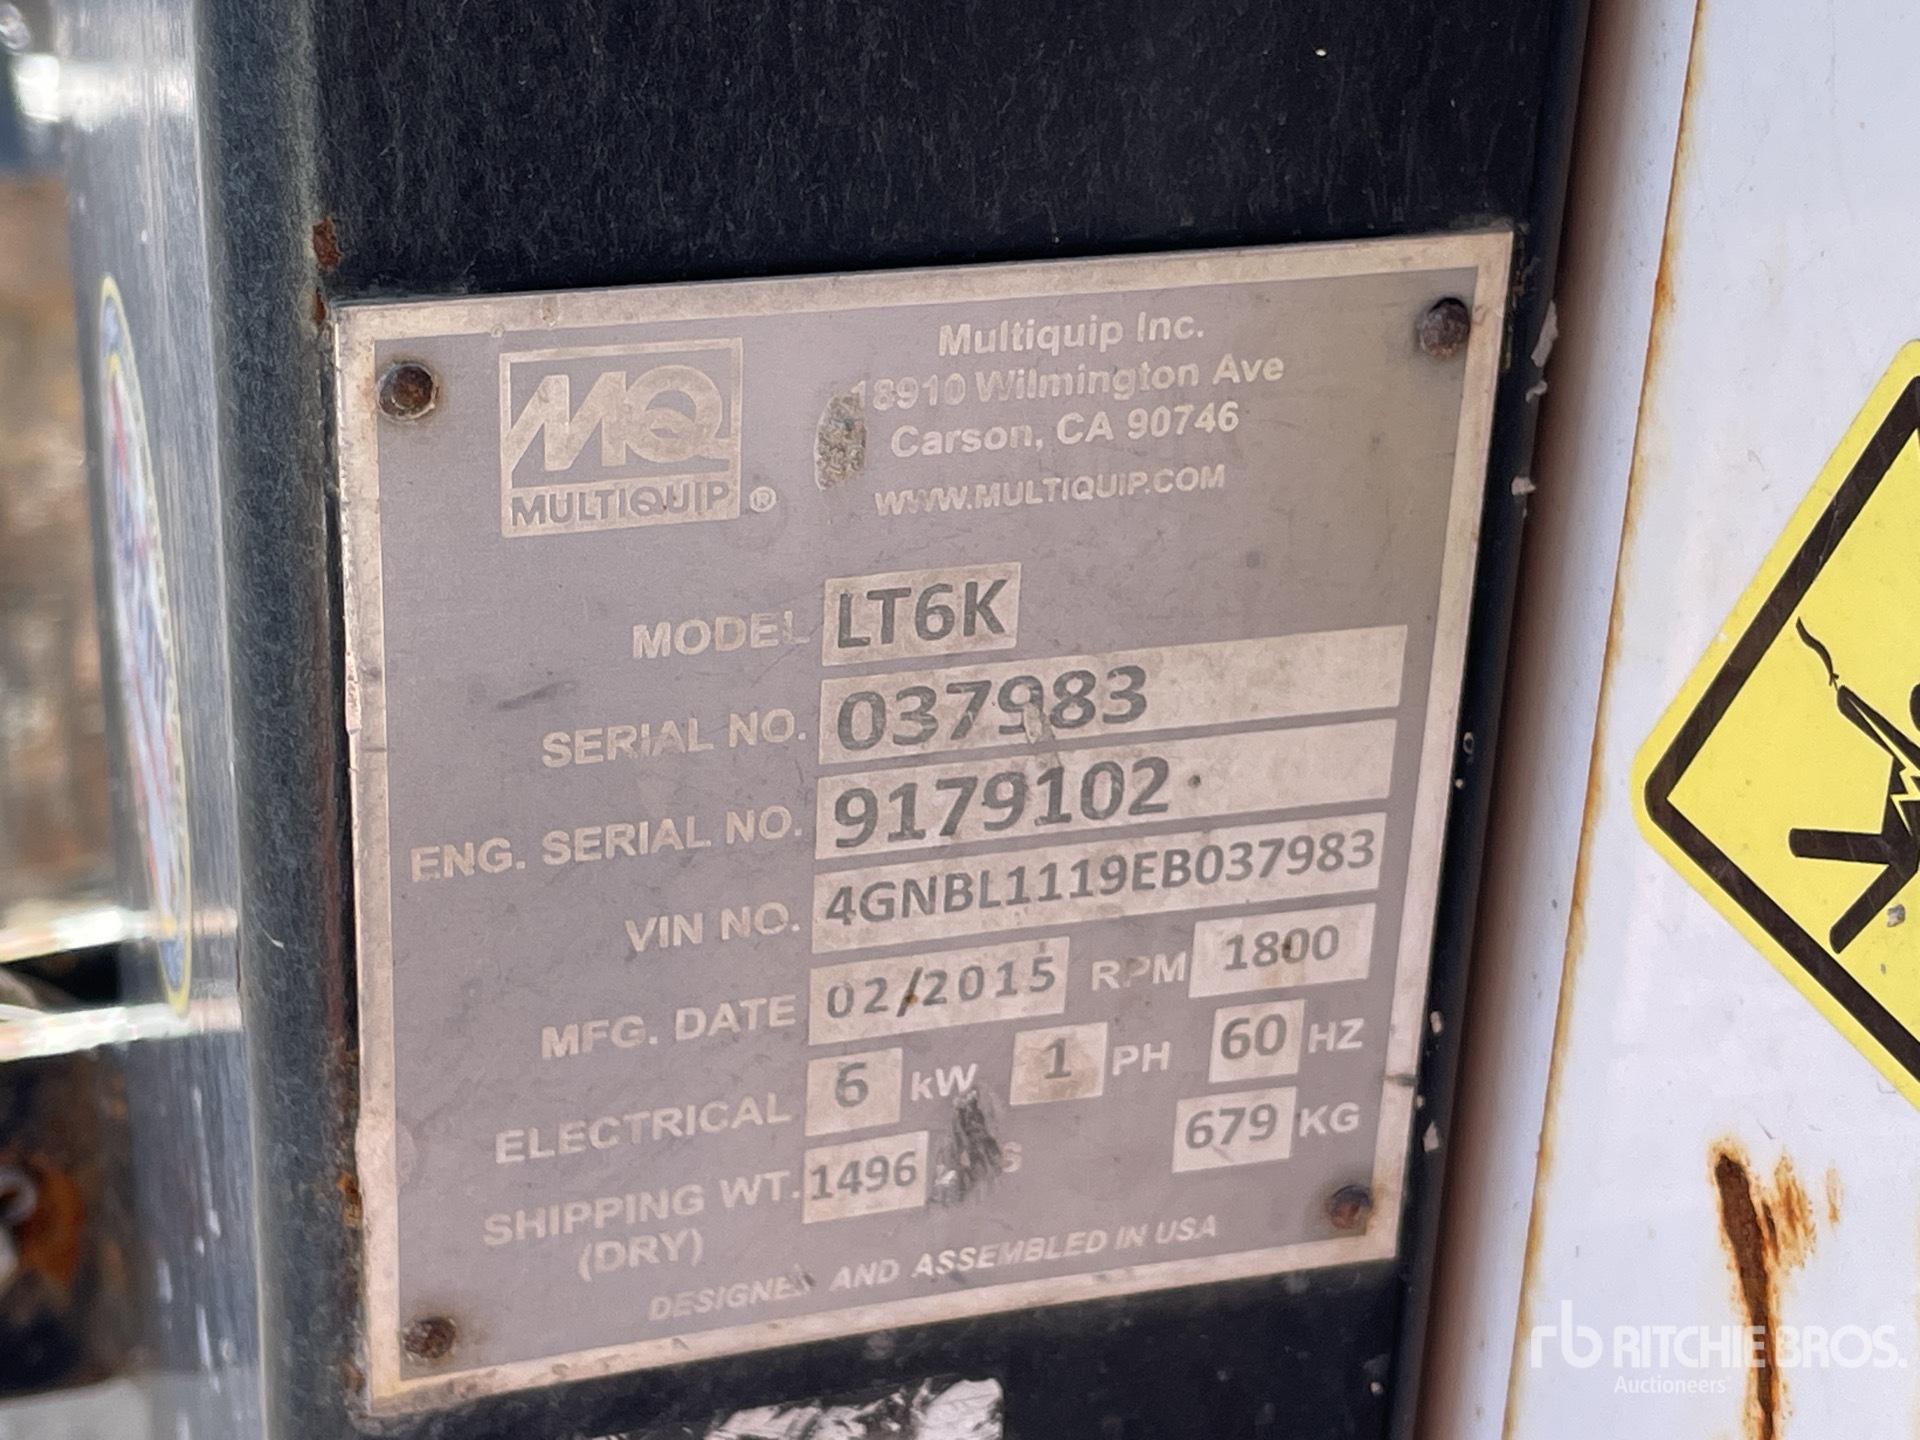 MQ
MULTIQUIP ®
Multiquip Inc.
18910 Wilmington Ave
Carson, CA 90746
WWW.MULTIQUIP.COM
MODEL LT6K
SERIAL NO. 037983
ENG. SERIAL NO. 9179102
VIN NO. 4GNBL1119EB037983
MFG. DATE 02/2015 RPM 1800
ELECTRICAL 6 kW 1 PH 60 HZ
SHIPPING WT. 1496 679 KG
(DRY)
DESIGNED AND ASSEMBLED IN USA
rb RITCHIE BROS.
Auctioneers